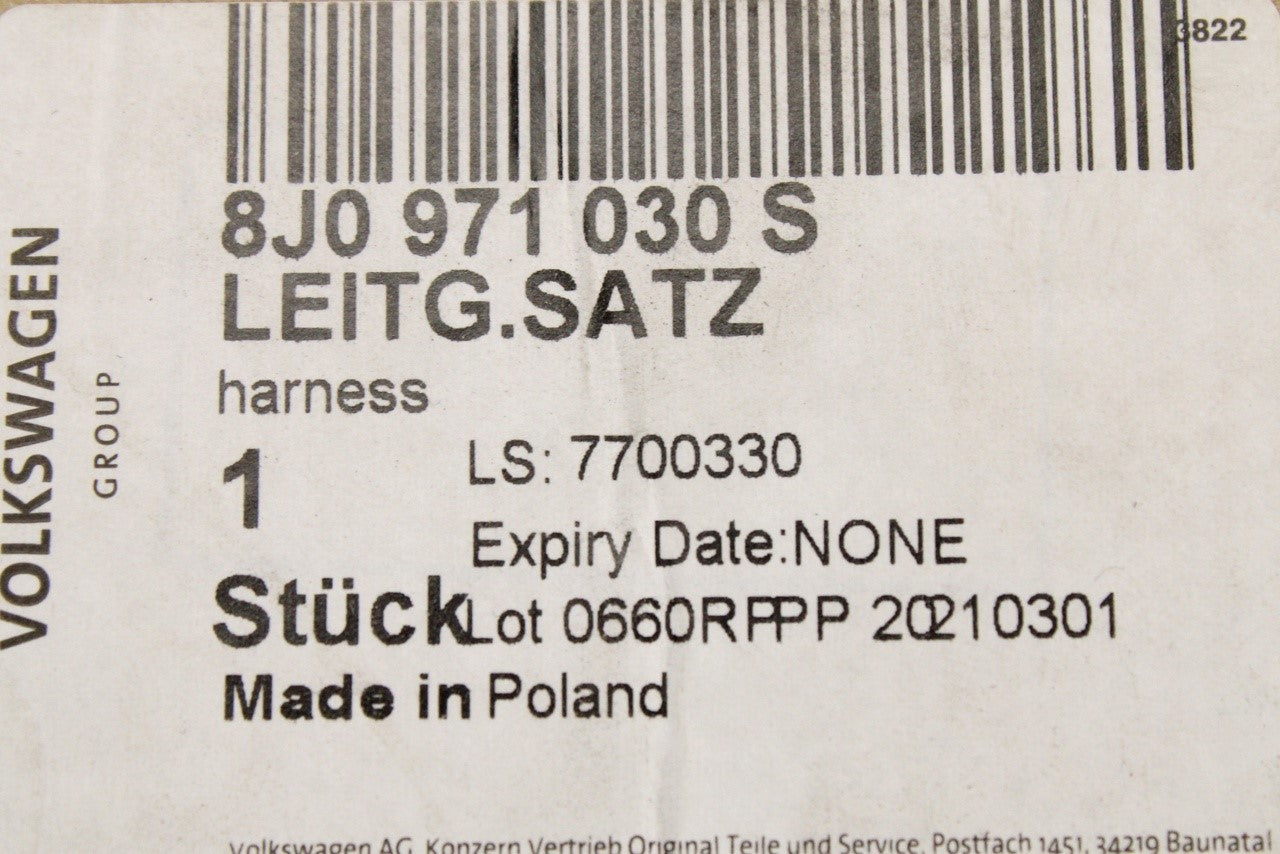 3822
8J0 971 030 S
LEITG.SATZ
harness
1
LS: 7700330
Expiry Date:NONE
Stück
Lot 0660RPPP 20210301
Made in Poland
VOLKSWAGEN
GROUP
Volkswagen AG, Konzern Vertrieb Original Teile und Service, Postfach 1451, 34219 Baunatal